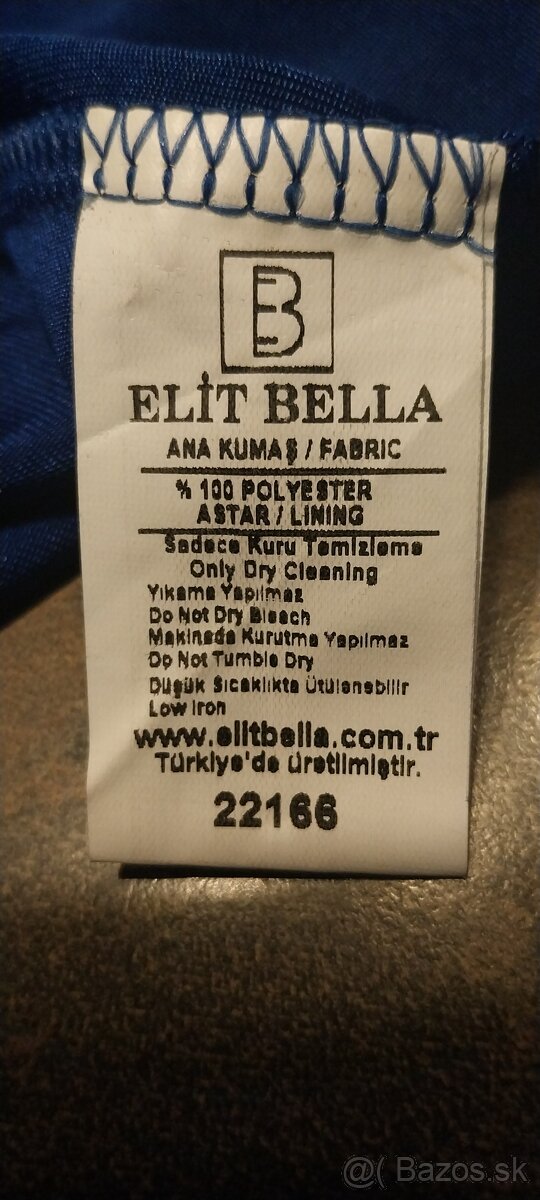 B
ELİT BELLA
ANA KUMAŞ / FABRIC
% 100 POLYESTER
ASTAR / LINING
Sadece Kuru Temizleme
Only Dry Cleaning
Yıkama Yapılmaz
Do Not Dry Bleach
Makinada Kurutma Yapılmaz
Do Not Tumble Dry
Düşük Sıcaklıkta Ütülenebilir
Low Iron
www.elitbella.com.tr
Türkiye'de üretilmiştir.
22166
@( Bazos.sk